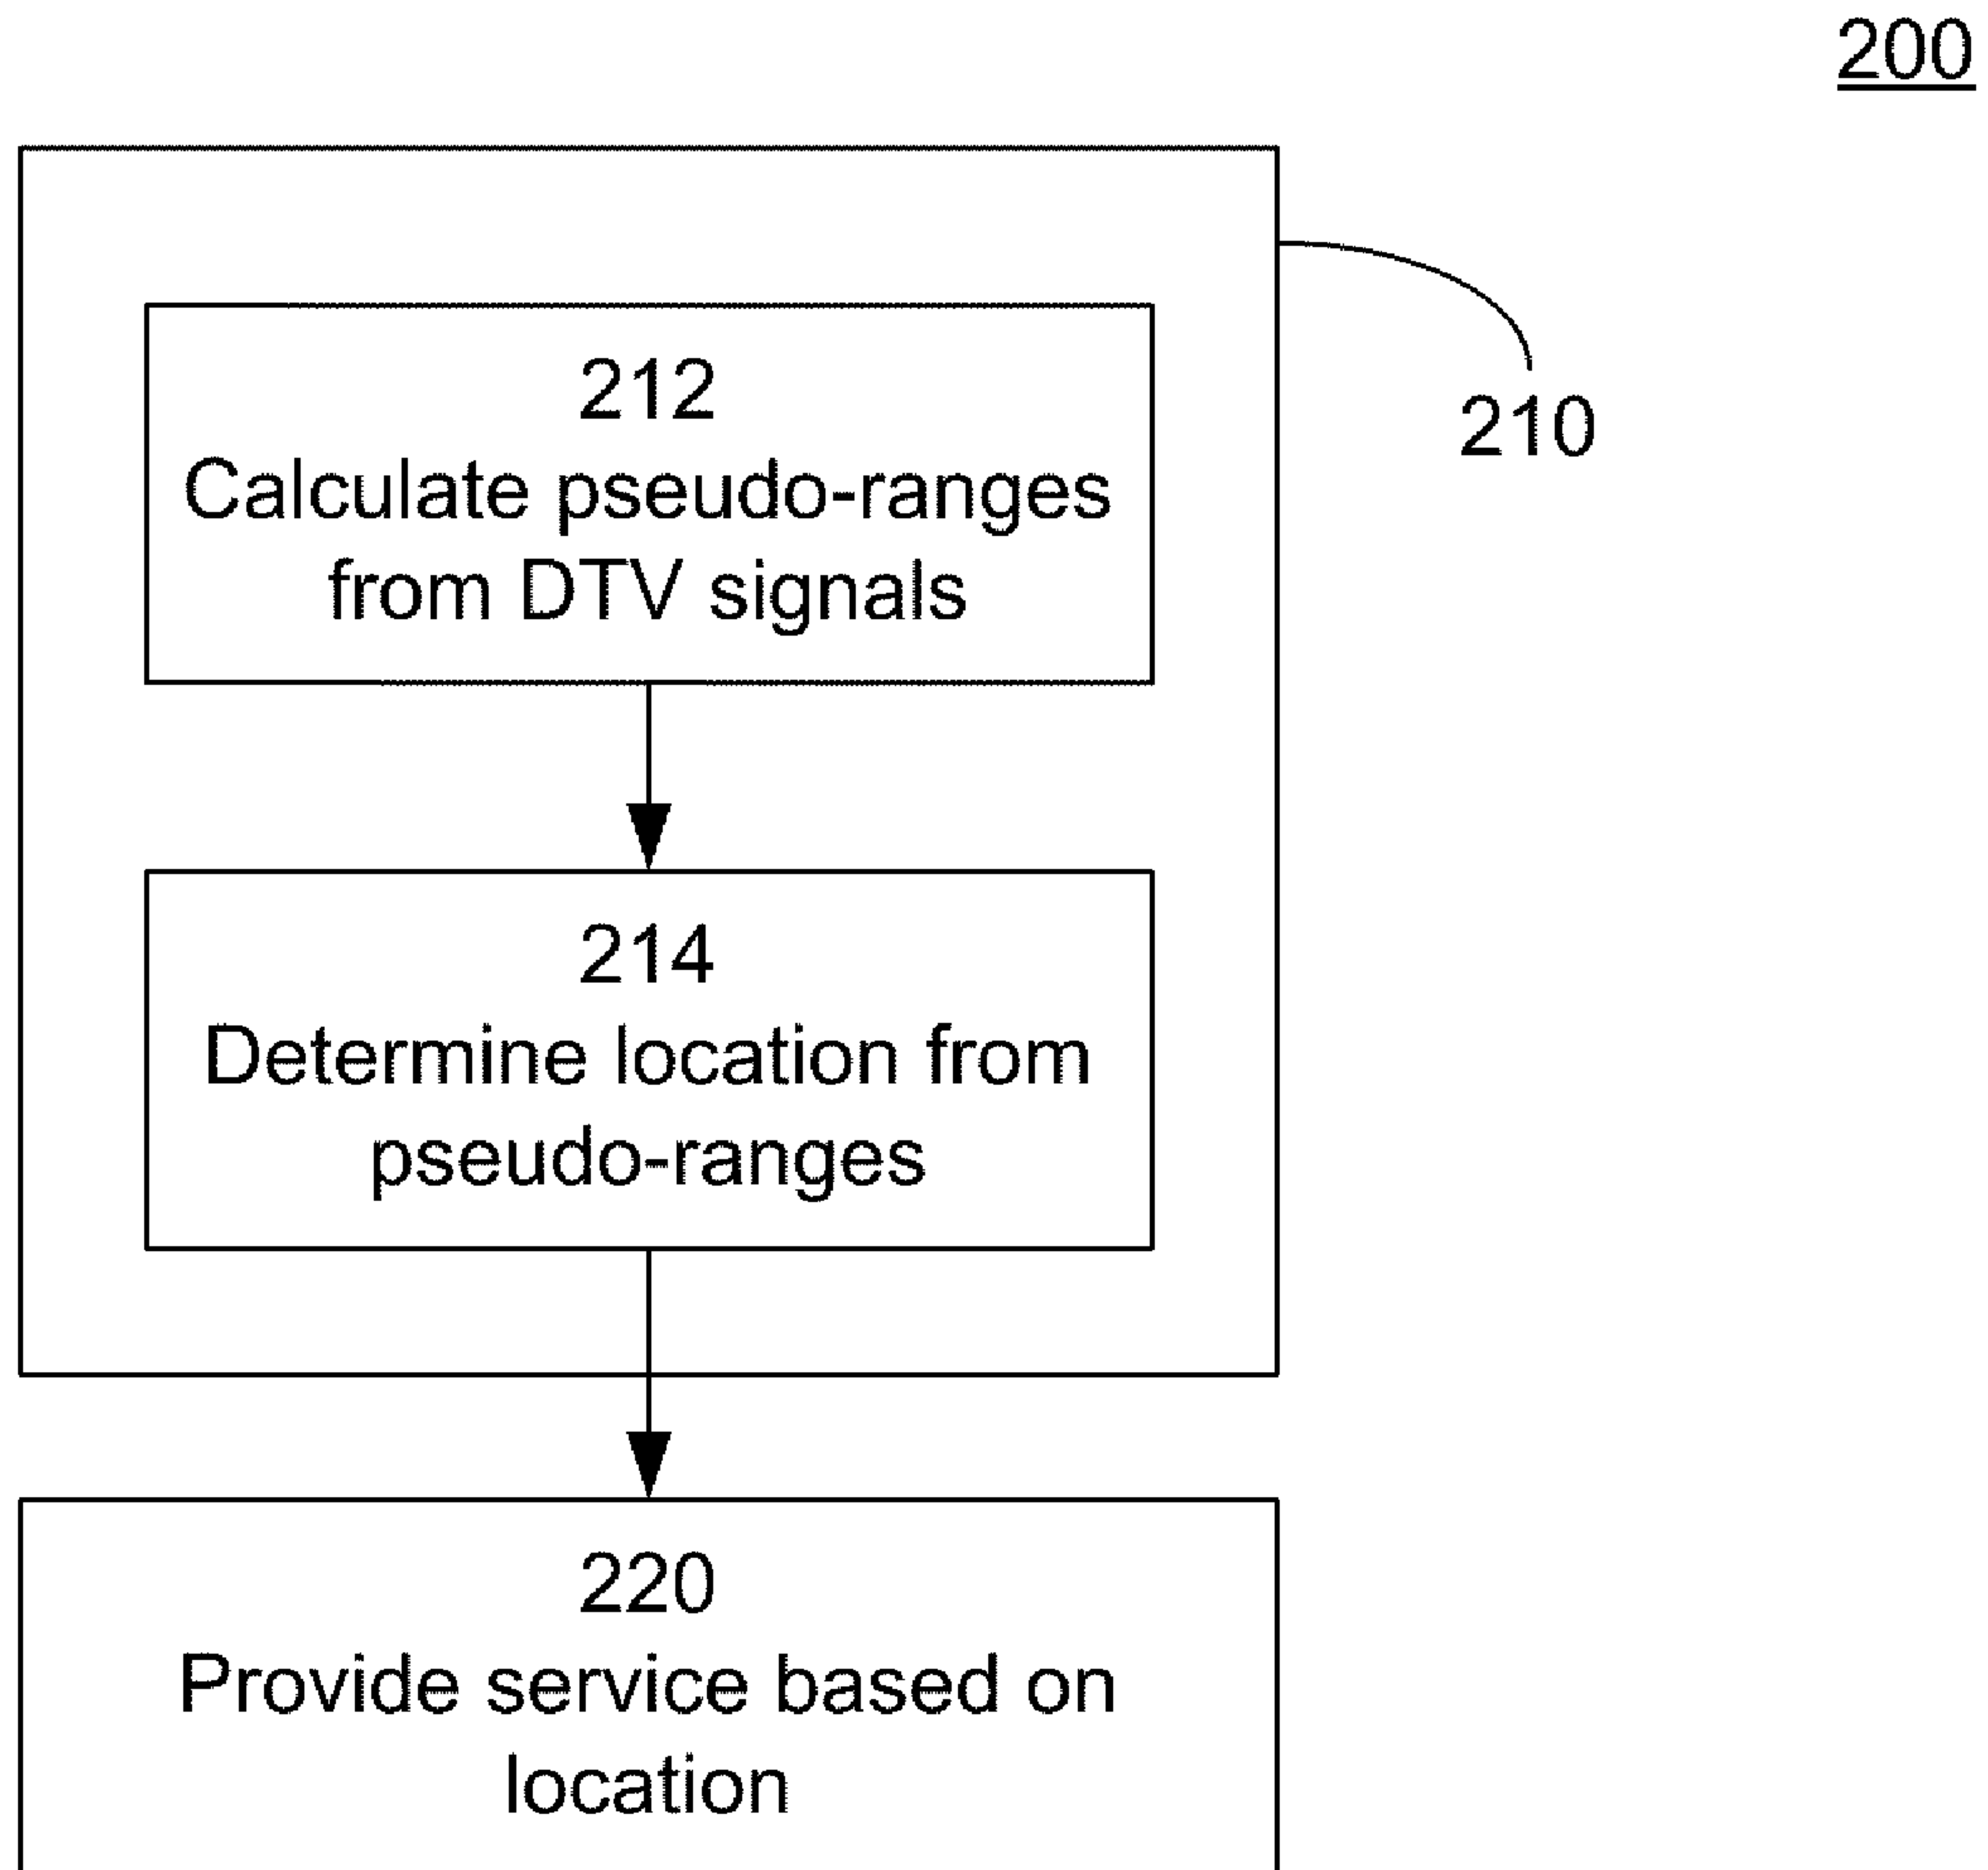 200
212
Calculate pseudo-ranges
from DTV signals
210
214
Determine location from
pseudo-ranges
220
Provide service based on
location